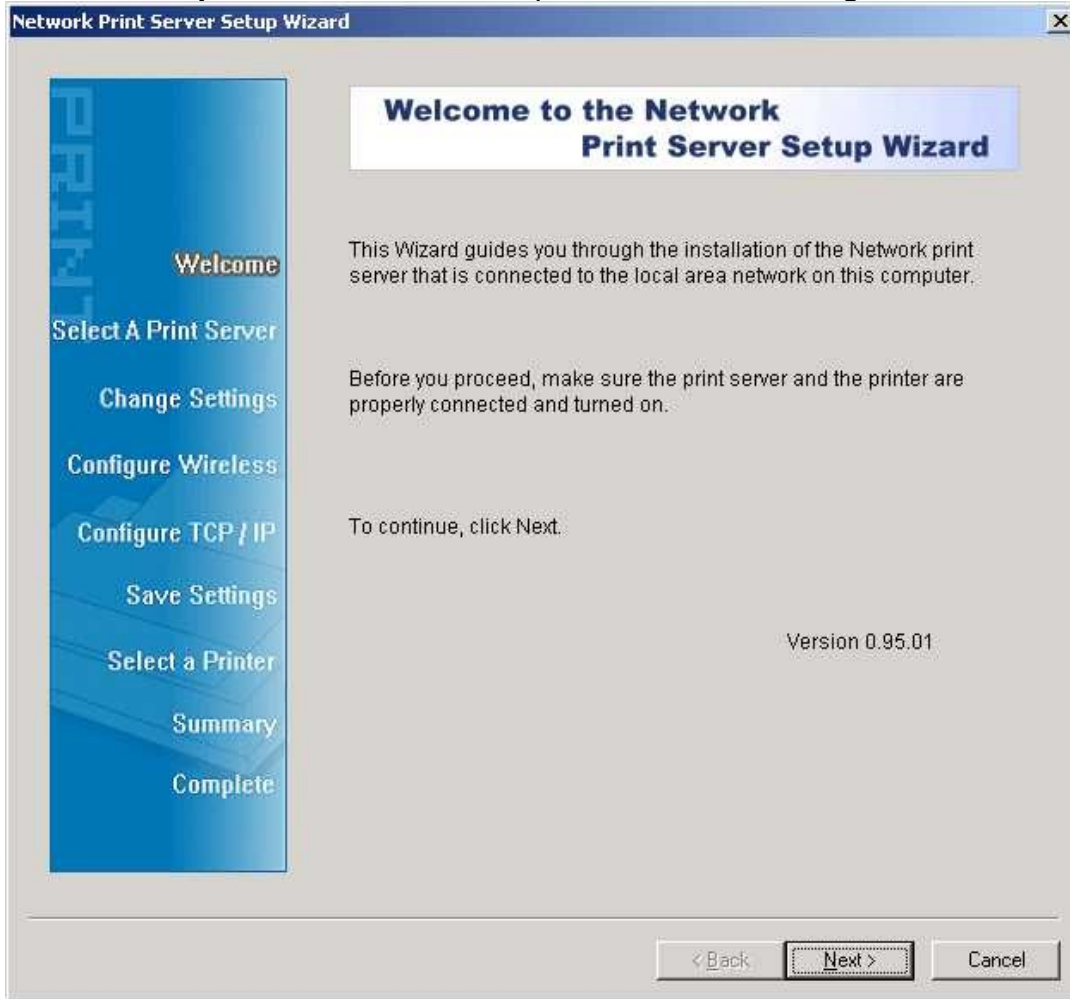 Network Print Server Setup Wizard
PRINT
Welcome
Select A Print Server
Change Settings
Configure Wireless
Configure TCP / IP
Save Settings
Select a Printer
Summary
Complete
Welcome to the Network
Print Server Setup Wizard
This Wizard guides you through the installation of the Network print
server that is connected to the local area network on this computer.
Before you proceed, make sure the print server and the printer are
properly connected and turned on.
To continue, click Next.
Version 0.95.01
< Back
Next >
Cancel